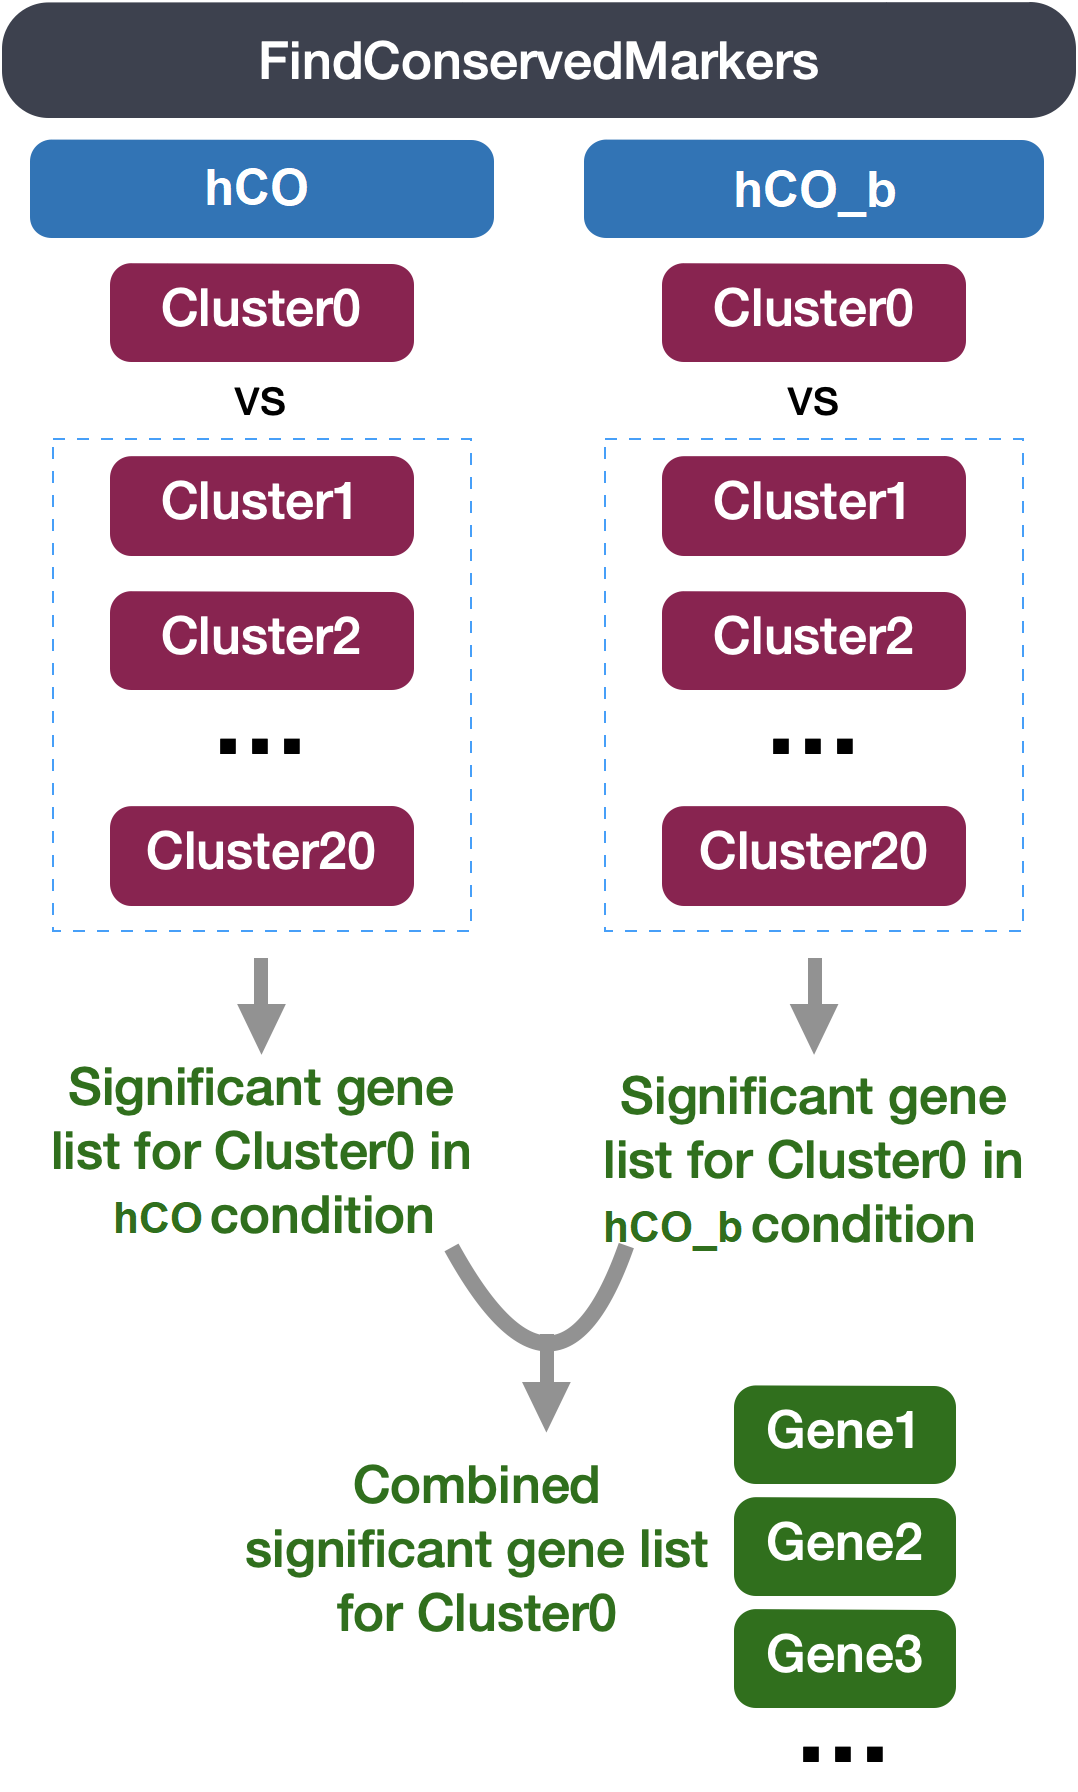 FindConservedMarkers
hCO
hCO_b
Cluster0
Cluster0
vs
vs
Cluster1
Cluster1
Cluster2
Cluster2
...
...
Cluster20
Cluster20
Significant gene
list for Cluster0 in
hCO condition
Significant gene
list for Cluster0 in
hCO_b condition
Combined
significant gene list
for Cluster0
Gene1
Gene2
Gene3
...